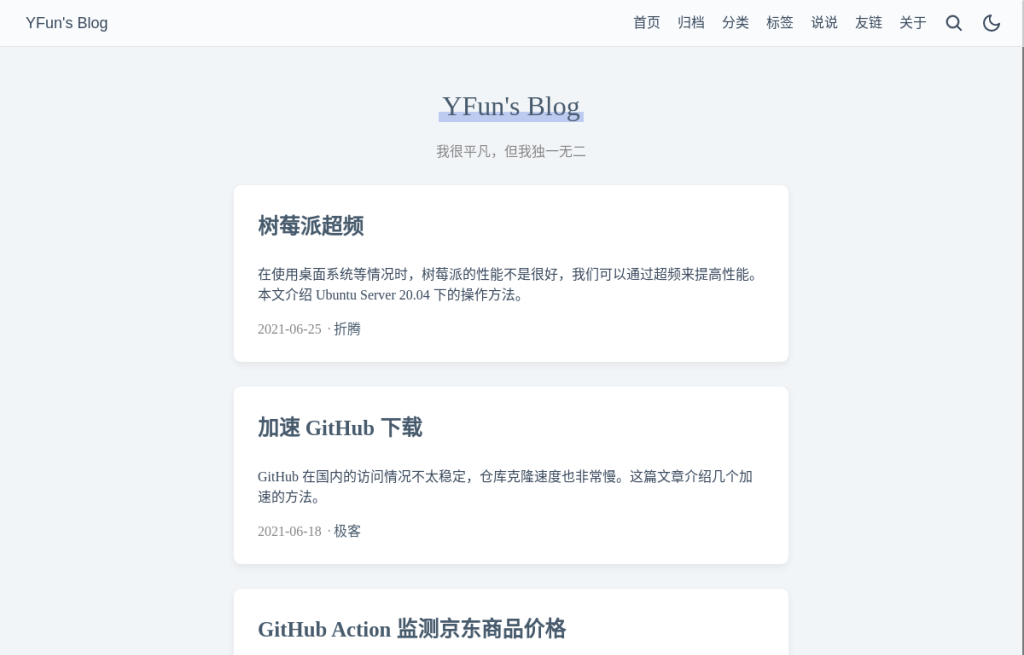 YFun's Blog
首页 归档 分类 标签 说说 友链 关于
YFun's Blog
我很平凡，但我独一无二
树莓派超频
在使用桌面系统等情况时，树莓派的性能不是很好，我们可以通过超频来提高性能。
本文介绍 Ubuntu Server 20.04 下的操作方法。
2021-06-25 · 折腾
加速 GitHub 下载
GitHub 在国内的访问情况不太稳定，仓库克隆速度也非常慢。这篇文章介绍几个加
速的方法。
2021-06-18 · 极客
GitHub Action 监测京东商品价格